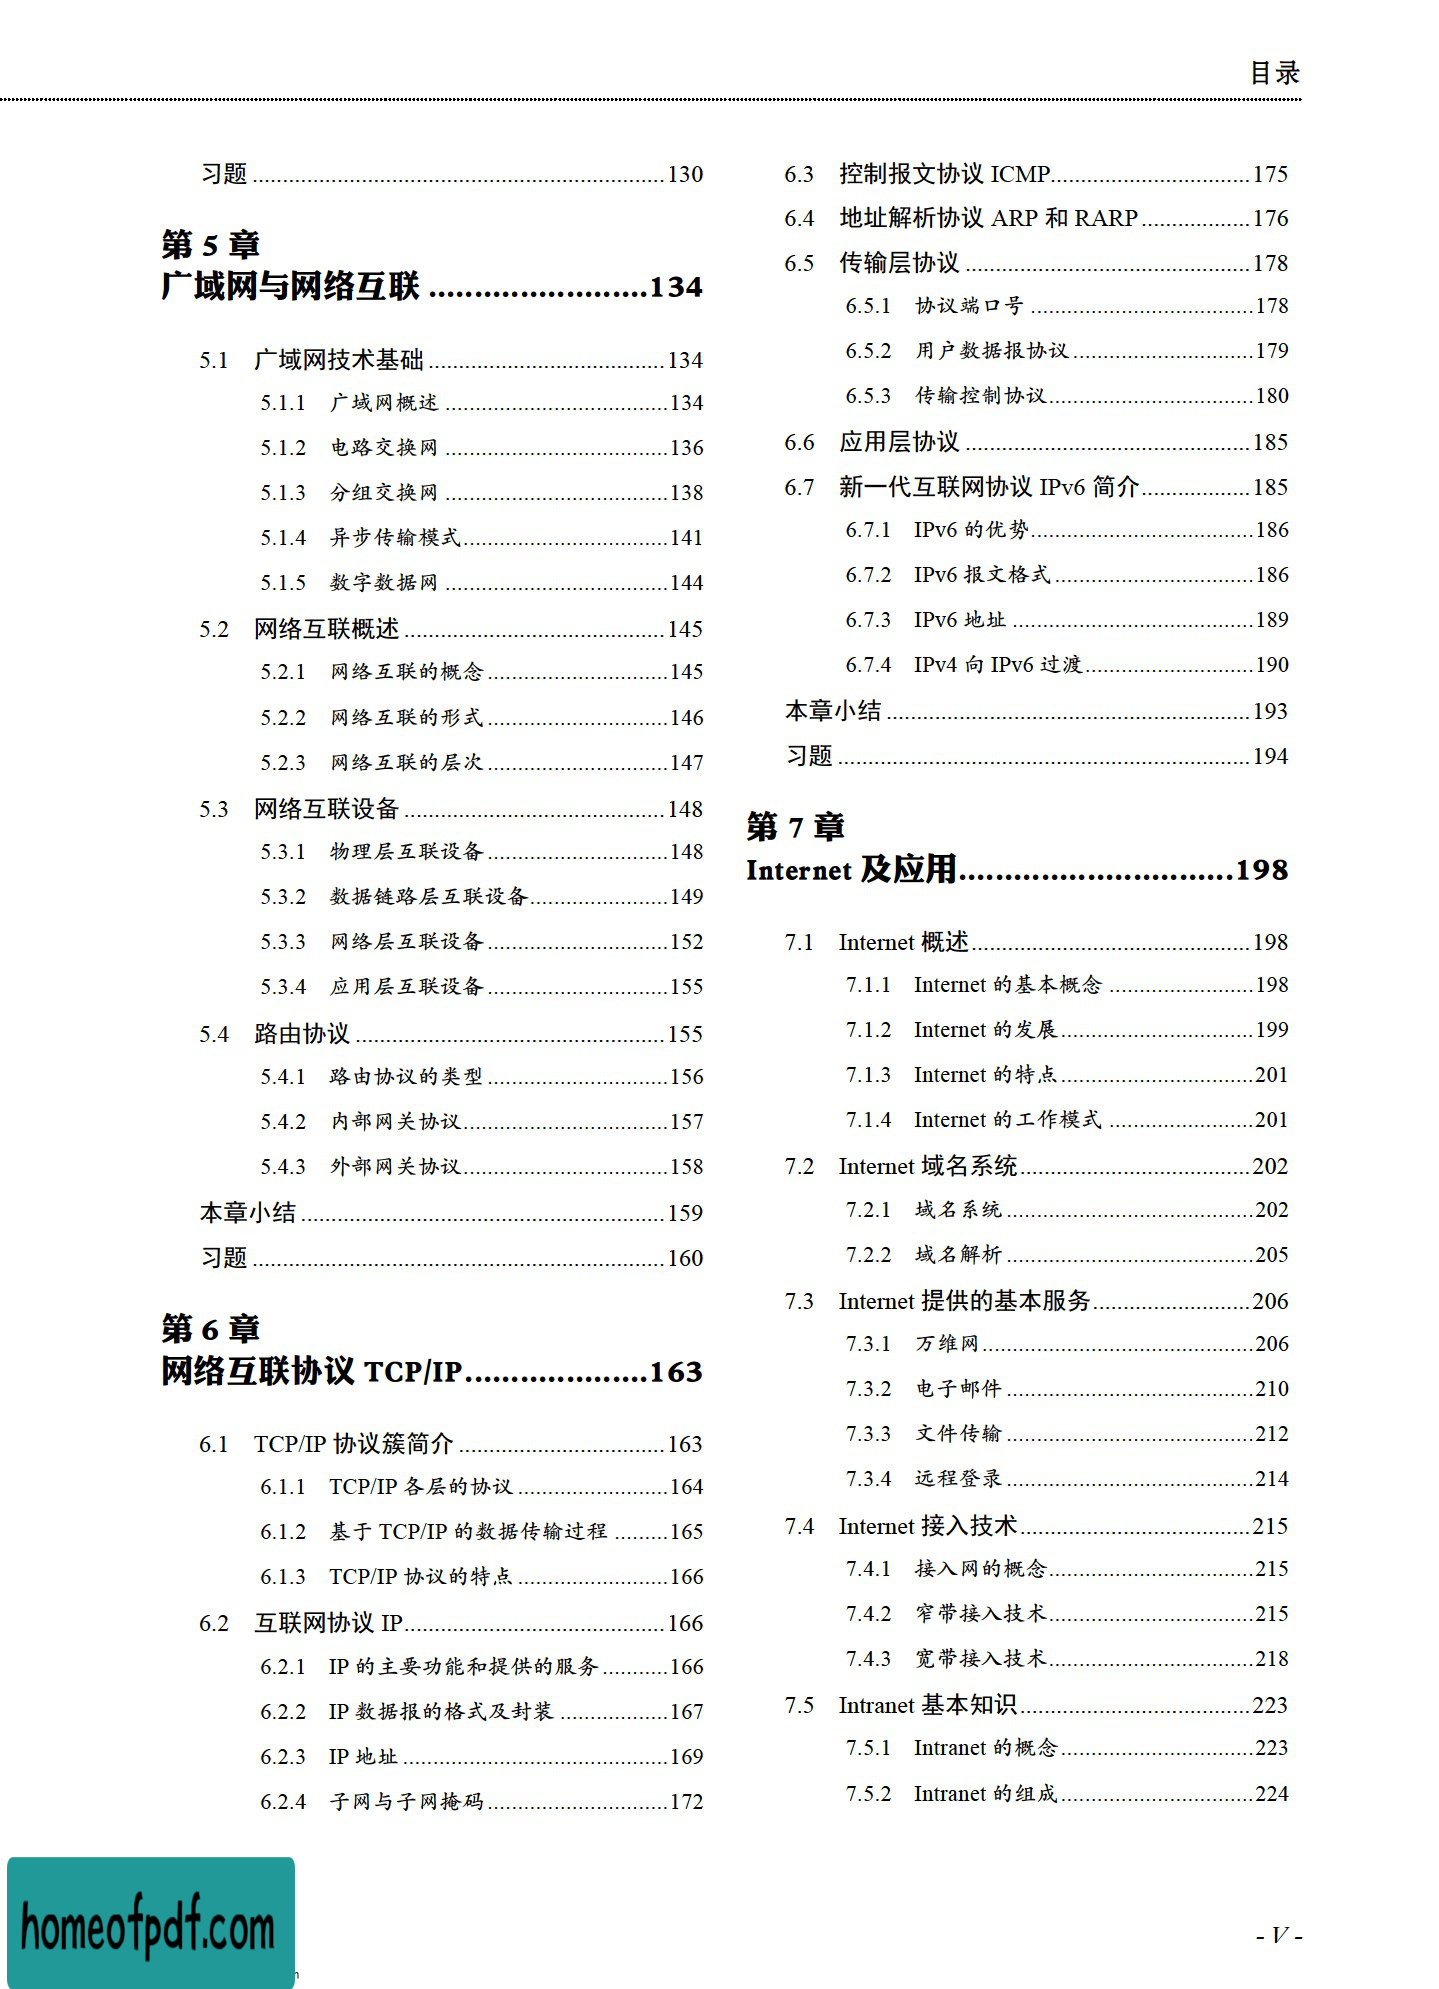 目录
习题 130
第 5 章
广域网与网络互联 134
5.1 广域网技术基础 134
5.1.1 广域网概述 134
5.1.2 电路交换网 136
5.1.3 分组交换网 138
5.1.4 异步传输模式 141
5.1.5 数字数据网 144
5.2 网络互联概述 145
5.2.1 网络互联的概念 145
5.2.2 网络互联的形式 146
5.2.3 网络互联的层次 147
5.3 网络互联设备 148
5.3.1 物理层互联设备 148
5.3.2 数据链路层互联设备 149
5.3.3 网络层互联设备 152
5.3.4 应用层互联设备 155
5.4 路由协议 155
5.4.1 路由协议的类型 156
5.4.2 内部网关协议 157
5.4.3 外部网关协议 158
本章小结 159
习题 160
第 6 章
网络互联协议 TCP/IP 163
6.1 TCP/IP 协议簇简介 163
6.1.1 TCP/IP 各层的协议 164
6.1.2 基于 TCP/IP 的数据传输过程 165
6.1.3 TCP/IP 协议的特点 166
6.2 互联网协议 IP 166
6.2.1 IP 的主要功能和提供的服务 166
6.2.2 IP 数据报的格式及封装 167
6.2.3 IP 地址 169
6.2.4 子网与子网掩码 172
6.3 控制报文协议 ICMP 175
6.4 地址解析协议 ARP 和 RARP 176
6.5 传输层协议 178
6.5.1 协议端口号 178
6.5.2 用户数据报协议 179
6.5.3 传输控制协议 180
6.6 应用层协议 185
6.7 新一代互联网协议 IPv6 简介 185
6.7.1 IPv6 的优势 186
6.7.2 IPv6 报文格式 186
6.7.3 IPv6 地址 189
6.7.4 IPv4 向 IPv6 过渡 190
本章小结 193
习题 194
第 7 章
Internet 及应用 198
7.1 Internet 概述 198
7.1.1 Internet 的基本概念 198
7.1.2 Internet 的发展 199
7.1.3 Internet 的特点 201
7.1.4 Internet 的工作模式 201
7.2 Internet 域名系统 202
7.2.1 域名系统 202
7.2.2 域名解析 205
7.3 Internet 提供的基本服务 206
7.3.1 万维网 206
7.3.2 电子邮件 210
7.3.3 文件传输 212
7.3.4 远程登录 214
7.4 Internet 接入技术 215
7.4.1 接入网的概念 215
7.4.2 窄带接入技术 215
7.4.3 宽带接入技术 218
7.5 Intranet 基本知识 223
7.5.1 Intranet 的概念 223
7.5.2 Intranet 的组成 224
homeofpdf.com
- V -